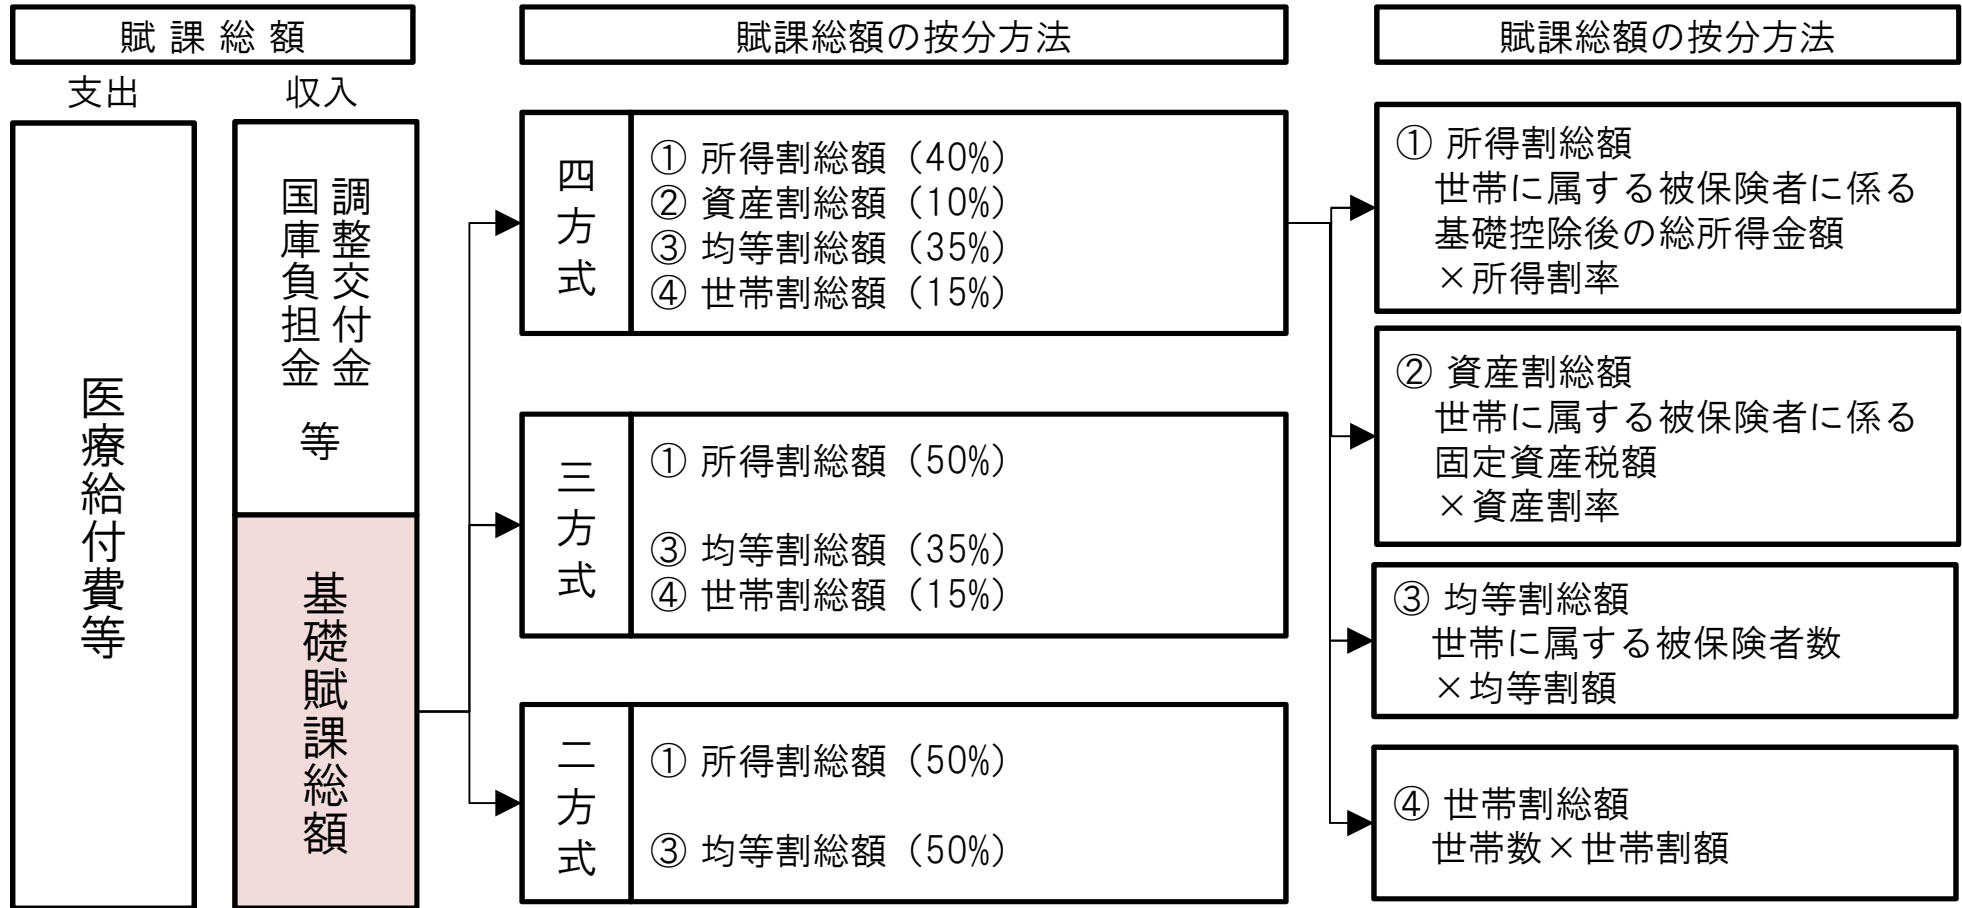 賦課総額
支出
収入
医療給付費等
調整交付金
国庫負担金
等
基礎賦課総額
賦課総額の按分方法
四方式
① 所得割総額（40%）
② 資産割総額（10%）
③ 均等割総額（35%）
④ 世帯割総額（15%）
三方式
① 所得割総額（50%）
③ 均等割総額（35%）
④ 世帯割総額（15%）
二方式
① 所得割総額（50%）
③ 均等割総額（50%）
賦課総額の按分方法
① 所得割総額
世帯に属する被保険者に係る
基礎控除後の総所得金額
×所得割率
② 資産割総額
世帯に属する被保険者に係る
固定資産税額
×資産割率
③ 均等割総額
世帯に属する被保険者数
×均等割額
④ 世帯割総額
世帯数×世帯割額